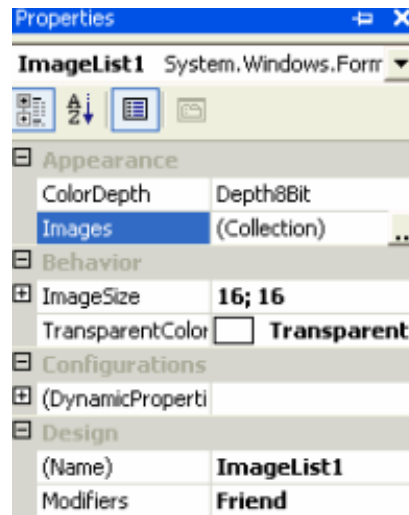 Properties
ImageList1 System.Windows.Forr
Appearance
ColorDepth Depth8Bit
Images (Collection) ..
Behavior
ImageSize 16; 16
TransparentColor Transparent
Configurations
(DynamicProperti
Design
(Name) ImageList1
Modifiers Friend